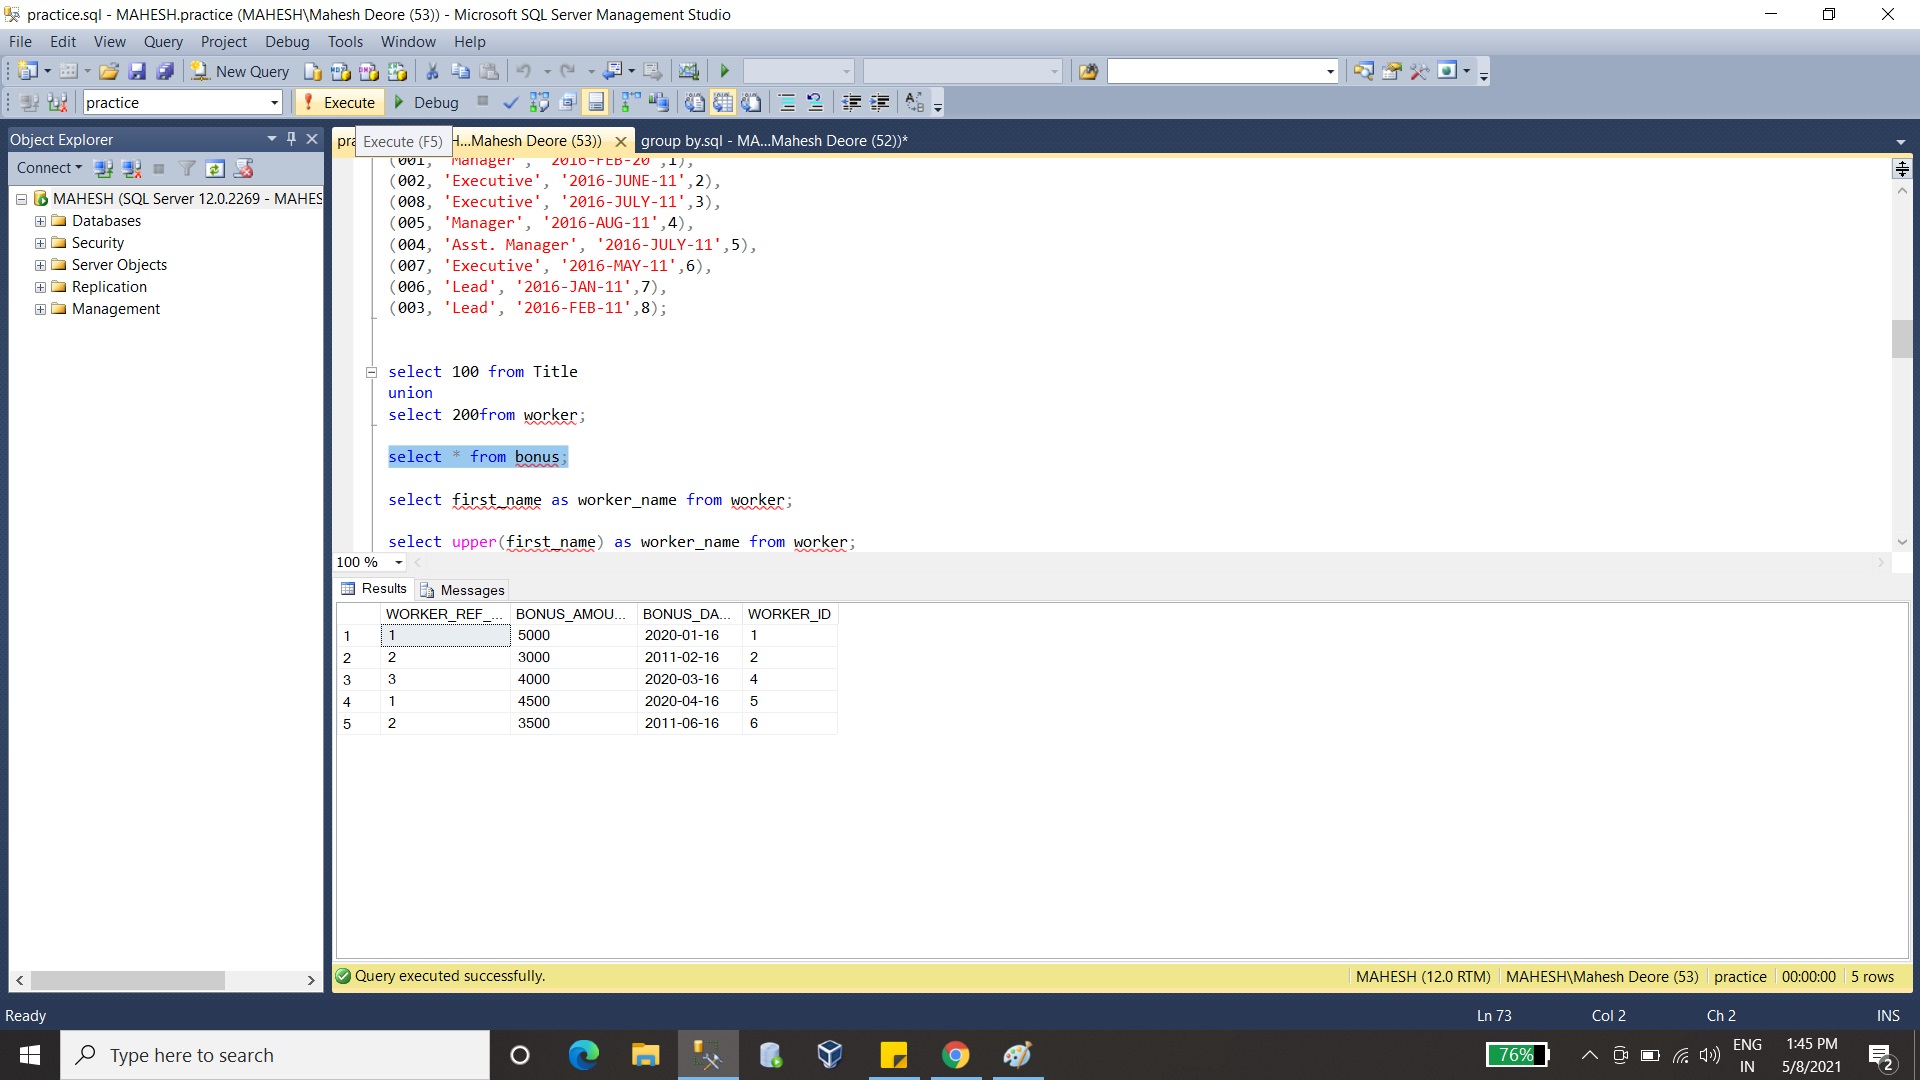 practice.sql - MAHESH.practice (MAHESH\Mahesh Deore (53)) - Microsoft SQL Server Management Studio
File Edit View Query Project Debug Tools Window Help
New Query
practice Execute Debug
Object Explorer
Connect
MAHESH (SQL Server 12.0.2269 - MAHES
Databases
Security
Server Objects
Replication
Management
pra Execute (F5) H...Mahesh Deore (53)) group by.sql - MA...Mahesh Deore (52))*
(001, 'Manager', '2016-FEB-20',1),
(002, 'Executive', '2016-JUNE-11',2),
(008, 'Executive', '2016-JULY-11',3),
(005, 'Manager', '2016-AUG-11',4),
(004, 'Asst. Manager', '2016-JULY-11',5),
(007, 'Executive', '2016-MAY-11',6),
(006, 'Lead', '2016-JAN-11',7),
(003, 'Lead', '2016-FEB-11',8);
select 100 from Title
union
select 200from worker;
select * from bonus;
select first_name as worker_name from worker;
select upper(first_name) as worker_name from worker;
100 %
Results Messages
WORKER_REF_... BONUS_AMOU... BONUS_DA... WORKER_ID
1 1 5000 2020-01-16 1
2 2 3000 2011-02-16 2
3 3 4000 2020-03-16 4
4 1 4500 2020-04-16 5
5 2 3500 2011-06-16 6
Query executed successfully. MAHESH (12.0 RTM) MAHESH\Mahesh Deore (53) practice 00:00:00 5 rows
Ready Ln 73 Col 2 Ch 2 INS
Type here to search
76%
ENG
IN
1:45 PM
5/8/2021
2